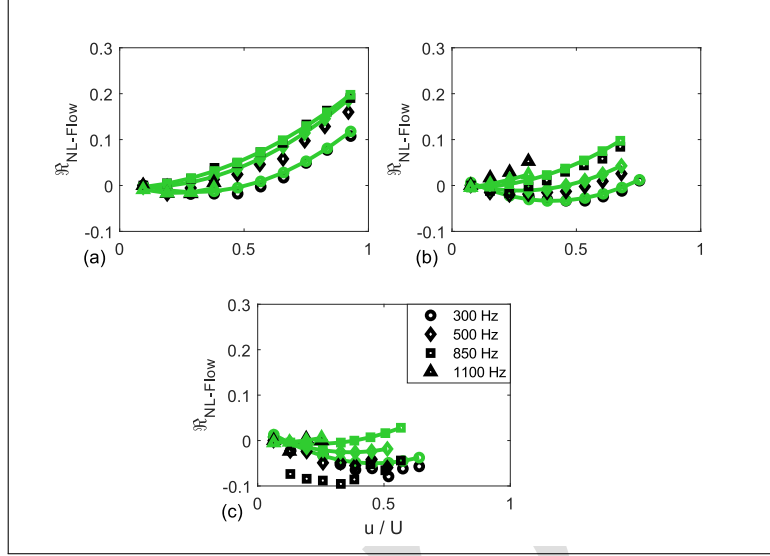 0.3
0.2
0.1
0
-0.1
ℜNL-Flow
0
0.5
1
(a)
0.3
0.2
0.1
0
-0.1
ℜNL-Flow
0
0.5
1
(b)
0.3
0.2
0.1
0
-0.1
ℜNL-Flow
300 Hz
500 Hz
850 Hz
1100 Hz
0
0.5
1
(c)
u / U